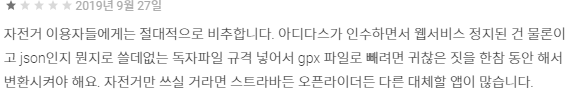 ★★★★★ 2019년 9월 27일
자전거 이용자들에게는 절대적으로 비추합니다. 아디다스가 인수하면서 웹서비스 정지된 건 물론이
고 json인지 뭔지로 쓸데없는 독자파일 규격 넣어서 gpx 파일로 빼려면 귀찮은 짓을 한참 동안 해서
변환시켜야 해요. 자전거만 쓰실 거라면 스트라바든 오픈라이더든 다른 대체할 앱이 많습니다.